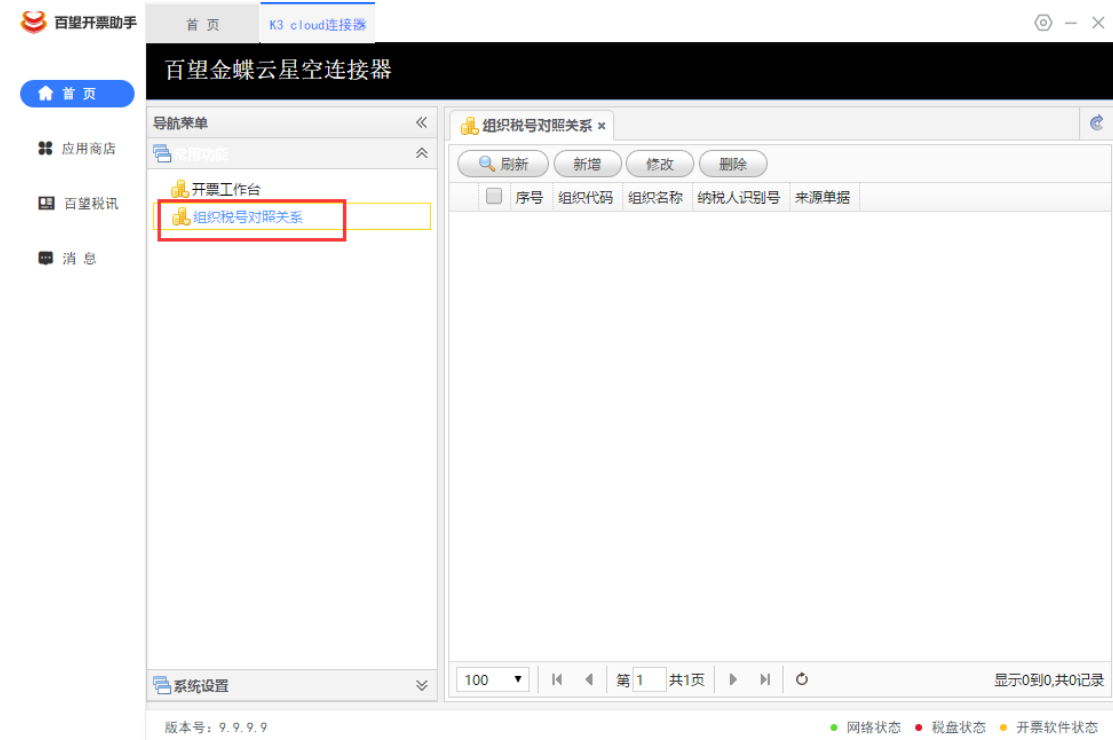 百望开票助手
首 页
K3 cloud连接器
百望金蝶云星空连接器
首 页
应用商店
百望税讯
消 息
导航菜单
常用功能
开票工作台
组织税号对照关系
系统设置
组织税号对照关系
刷新 新增 修改 删除
序号 组织代码 组织名称 纳税人识别号 来源单据
100 第 1 共1页 显示0到0,共0记录
版本号：9.9.9.9
网络状态 税盘状态 开票软件状态